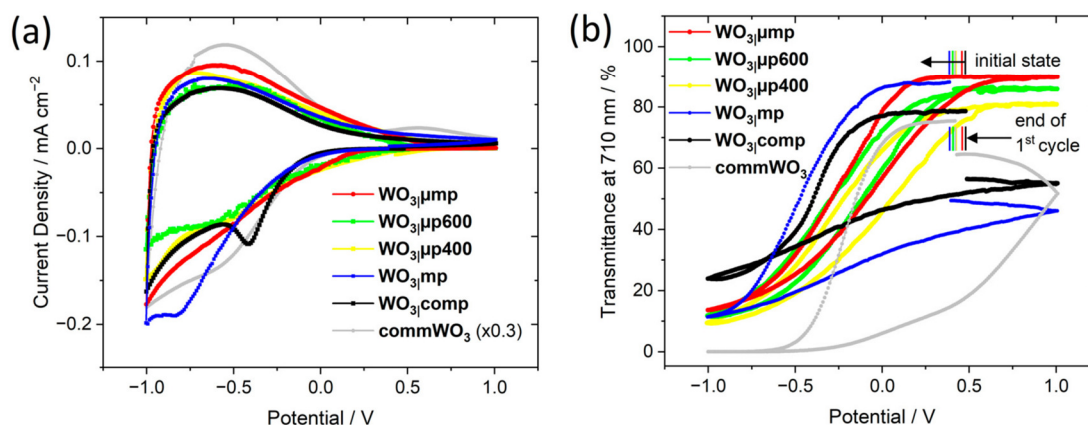 (a)
Current Density / mA cm⁻²
0.1
0.0
−0.1
−0.2
WO₃|μmp
WO₃|μp600
WO₃|μp400
WO₃|mp
WO₃|comp
commWO₃ (x0.3)
−1.0 −0.5 0.0 0.5 1.0
Potential / V
(b)
Transmittance at 710 nm / %
100
80
60
40
20
0
WO₃|μmp
WO₃|μp600
WO₃|μp400
WO₃|mp
WO₃|comp
commWO₃
initial state
end of
1ˢᵗ cycle
−1.0 −0.5 0.0 0.5 1.0
Potential / V